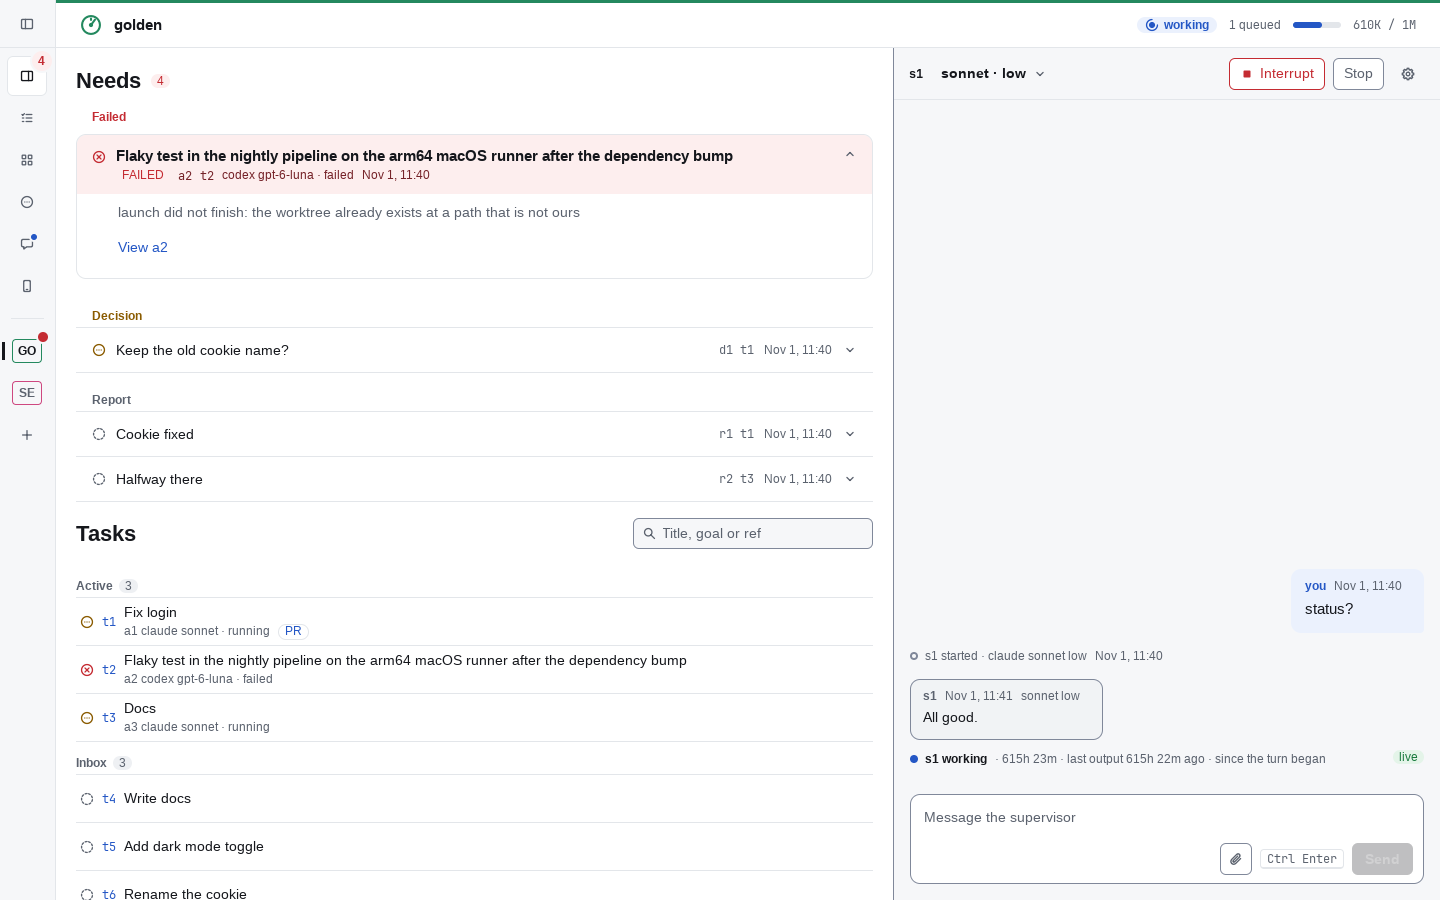 golden
working
1 queued
610K / 1M
4
GO
SE
Needs 4
Failed
Flaky test in the nightly pipeline on the arm64 macOS runner after the dependency bump
FAILED a2 t2 codex gpt-6-luna · failed Nov 1, 11:40
launch did not finish: the worktree already exists at a path that is not ours
View a2
Decision
Keep the old cookie name? d1 t1 Nov 1, 11:40
Report
Cookie fixed r1 t1 Nov 1, 11:40
Halfway there r2 t3 Nov 1, 11:40
Tasks
Title, goal or ref
Active 3
t1 Fix login
a1 claude sonnet · running PR
t2 Flaky test in the nightly pipeline on the arm64 macOS runner after the dependency bump
a2 codex gpt-6-luna · failed
t3 Docs
a3 claude sonnet · running
Inbox 3
t4 Write docs
t5 Add dark mode toggle
t6 Rename the cookie
s1 sonnet · low
Interrupt
Stop
you Nov 1, 11:40
status?
s1 started · claude sonnet low Nov 1, 11:40
s1 Nov 1, 11:41 sonnet low
All good.
s1 working · 615h 23m · last output 615h 22m ago · since the turn began
live
Message the supervisor
Ctrl Enter
Send